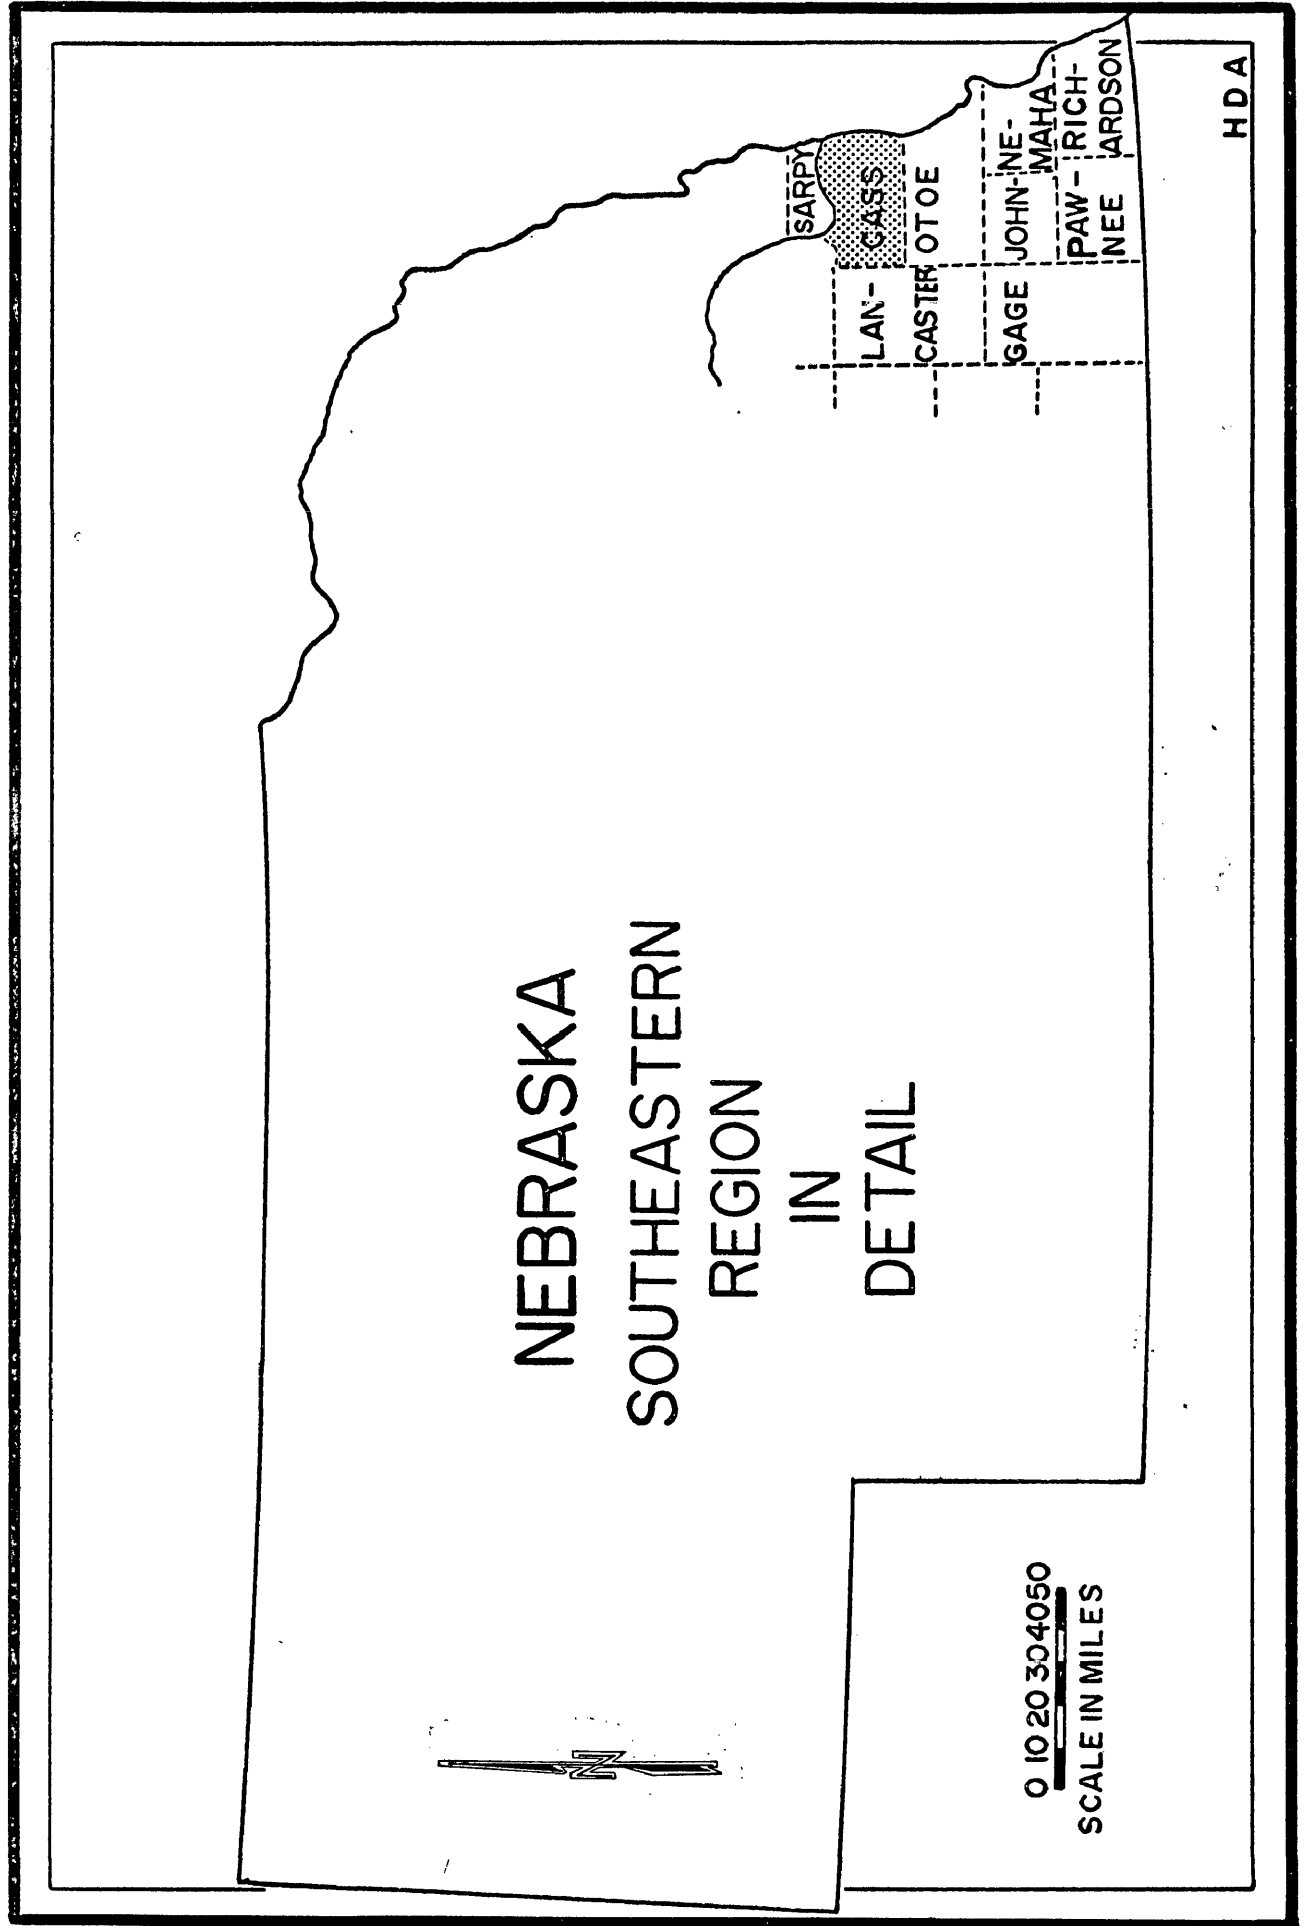 NEBRASKA
SOUTHEASTERN
REGION
IN
DETAIL
SARPY
CASS
LAN-
CASTER
OTOE
GAGE
JOHN-
NE-
MAHA
PAW-
NEE
RICH-
ARDSON
N
0 10 20 30 40 50
SCALE IN MILES
HDA